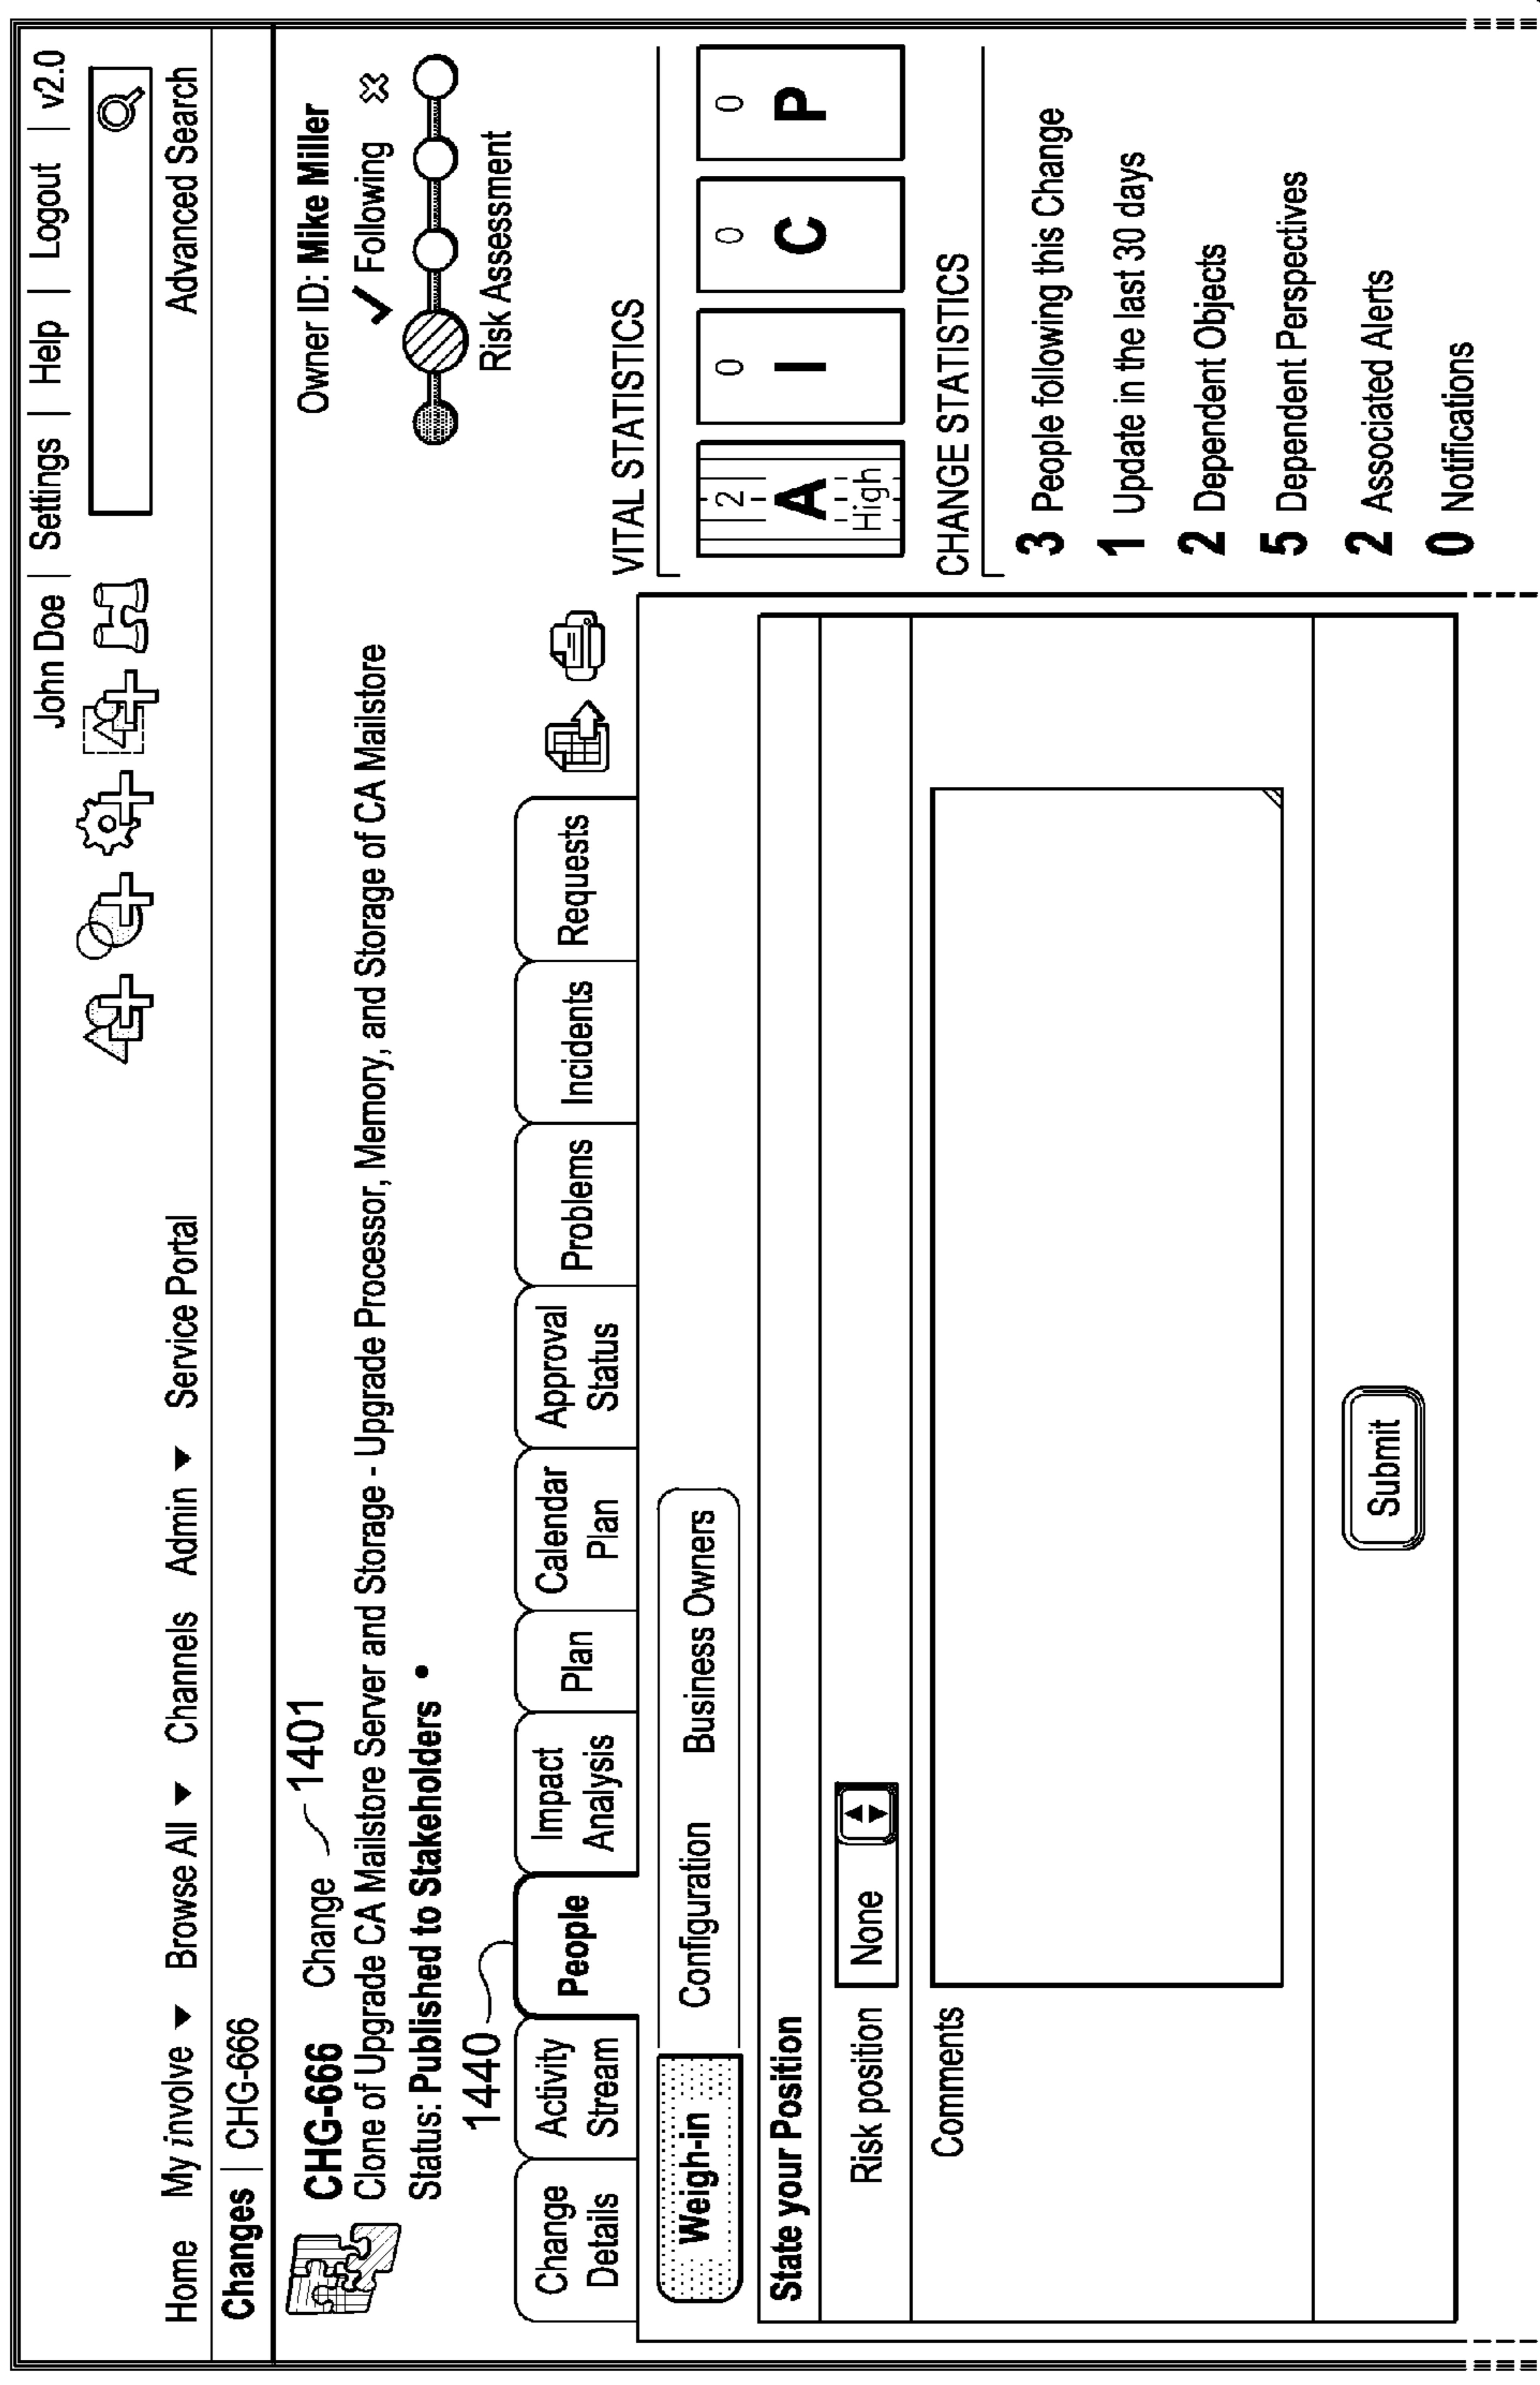 John Doe | Settings | Help | Logout | v2.0
Home My involve ▼ Browse All ▼ Channels Admin ▼ Service Portal
Advanced Search
Changes | CHG-666
CHG-666 Change 1401
Clone of Upgrade CA Mailstore Server and Storage - Upgrade Processor, Memory, and Storage of CA Mailstore
Status: Published to Stakeholders •
Owner ID: Mike Miller
✓ Following
Risk Assessment
1440
Change Details
Activity Stream
People
Impact Analysis
Plan
Calendar Plan
Approval Status
Problems
Incidents
Requests
Weigh-in Configuration Business Owners
State your Position
Risk position None
Comments
Submit
VITAL STATISTICS
2 A High
0 I
0 C
0 P
CHANGE STATISTICS
3 People following this Change
1 Update in the last 30 days
2 Dependent Objects
5 Dependent Perspectives
2 Associated Alerts
0 Notifications